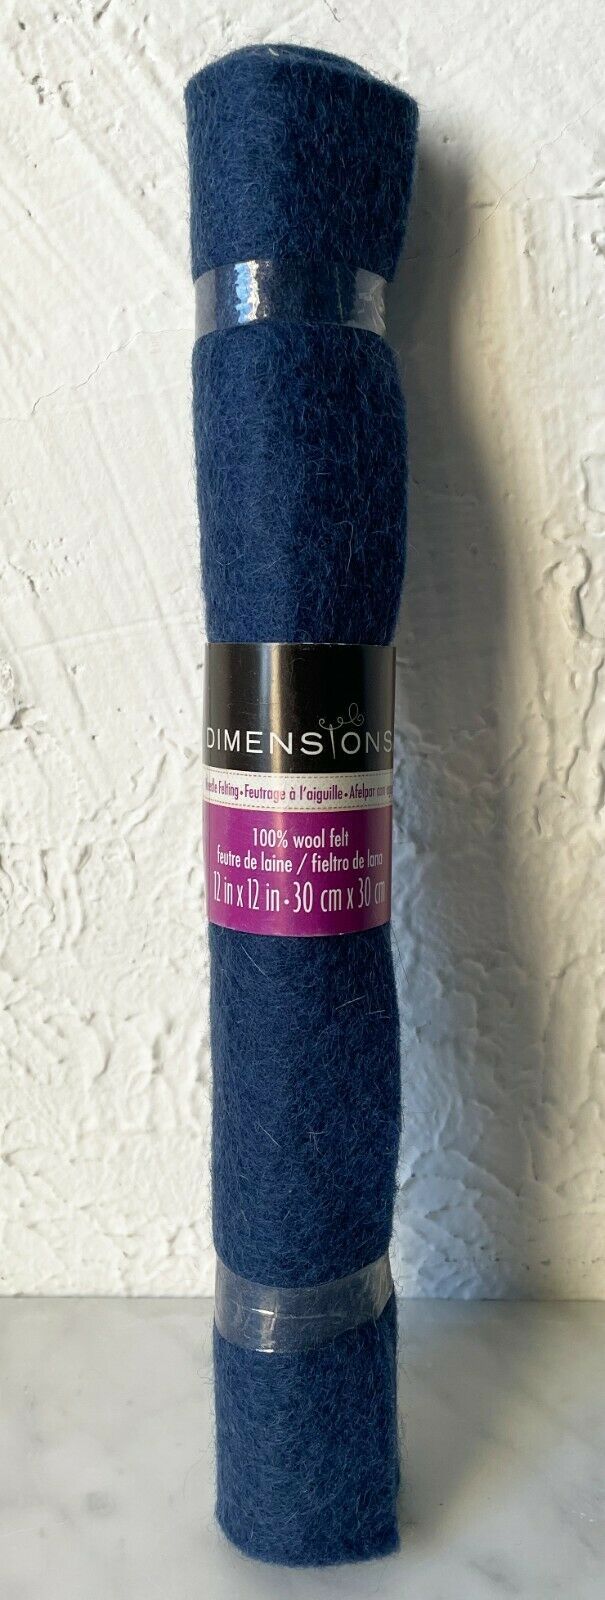 DIMENSIONS
Needle Felting • Feutrage à l'aiguille • Afelpar con
100% wool felt
feutre de laine / fieltro de lana
12 in x 12 in • 30 cm x 30 cm